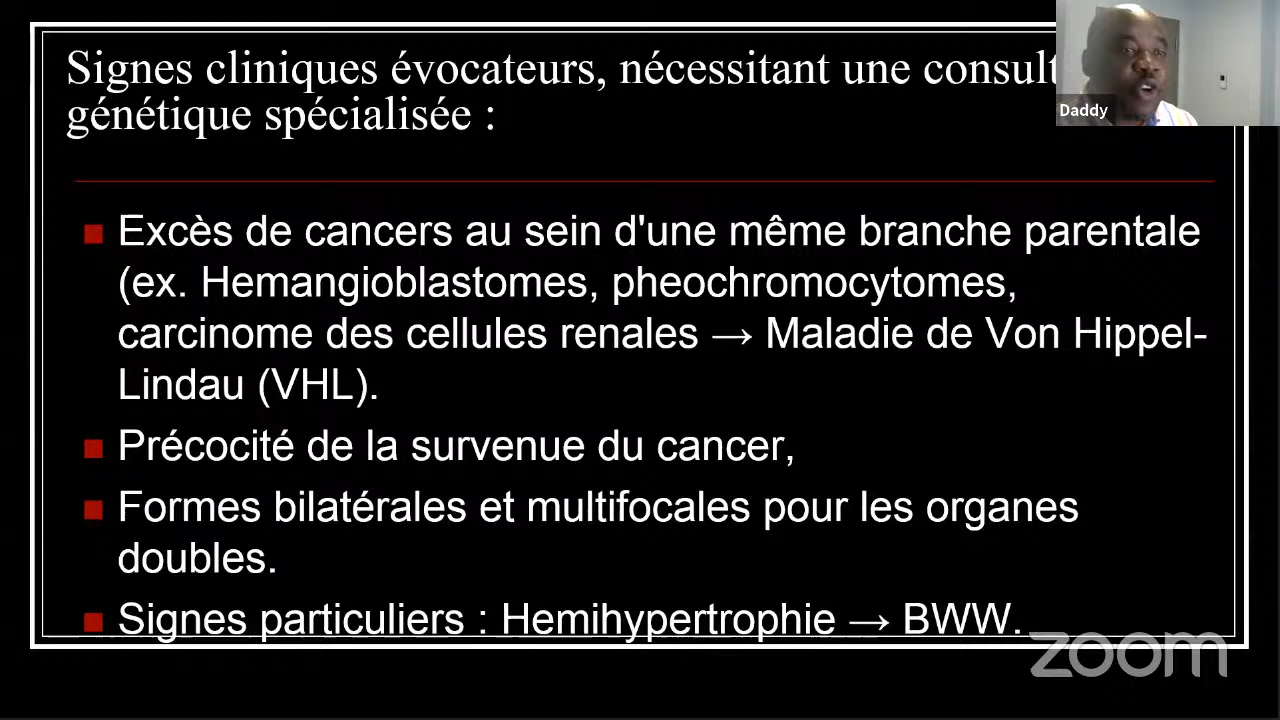 Signes cliniques évocateurs, nécessitant une
génétique spécialisée :
Daddy
Excès de cancers au sein d'une même branche parentale
(ex. Hemangioblastomes, pheochromocytomes,
carcinome des cellules renales → Maladie de Von Hippel-
Lindau (VHL).
Précocité de la survenue du cancer,
Formes bilatérales et multifocales pour les organes
doubles.
Signes particuliers : Hemihypertrophie → BWW.
zoom